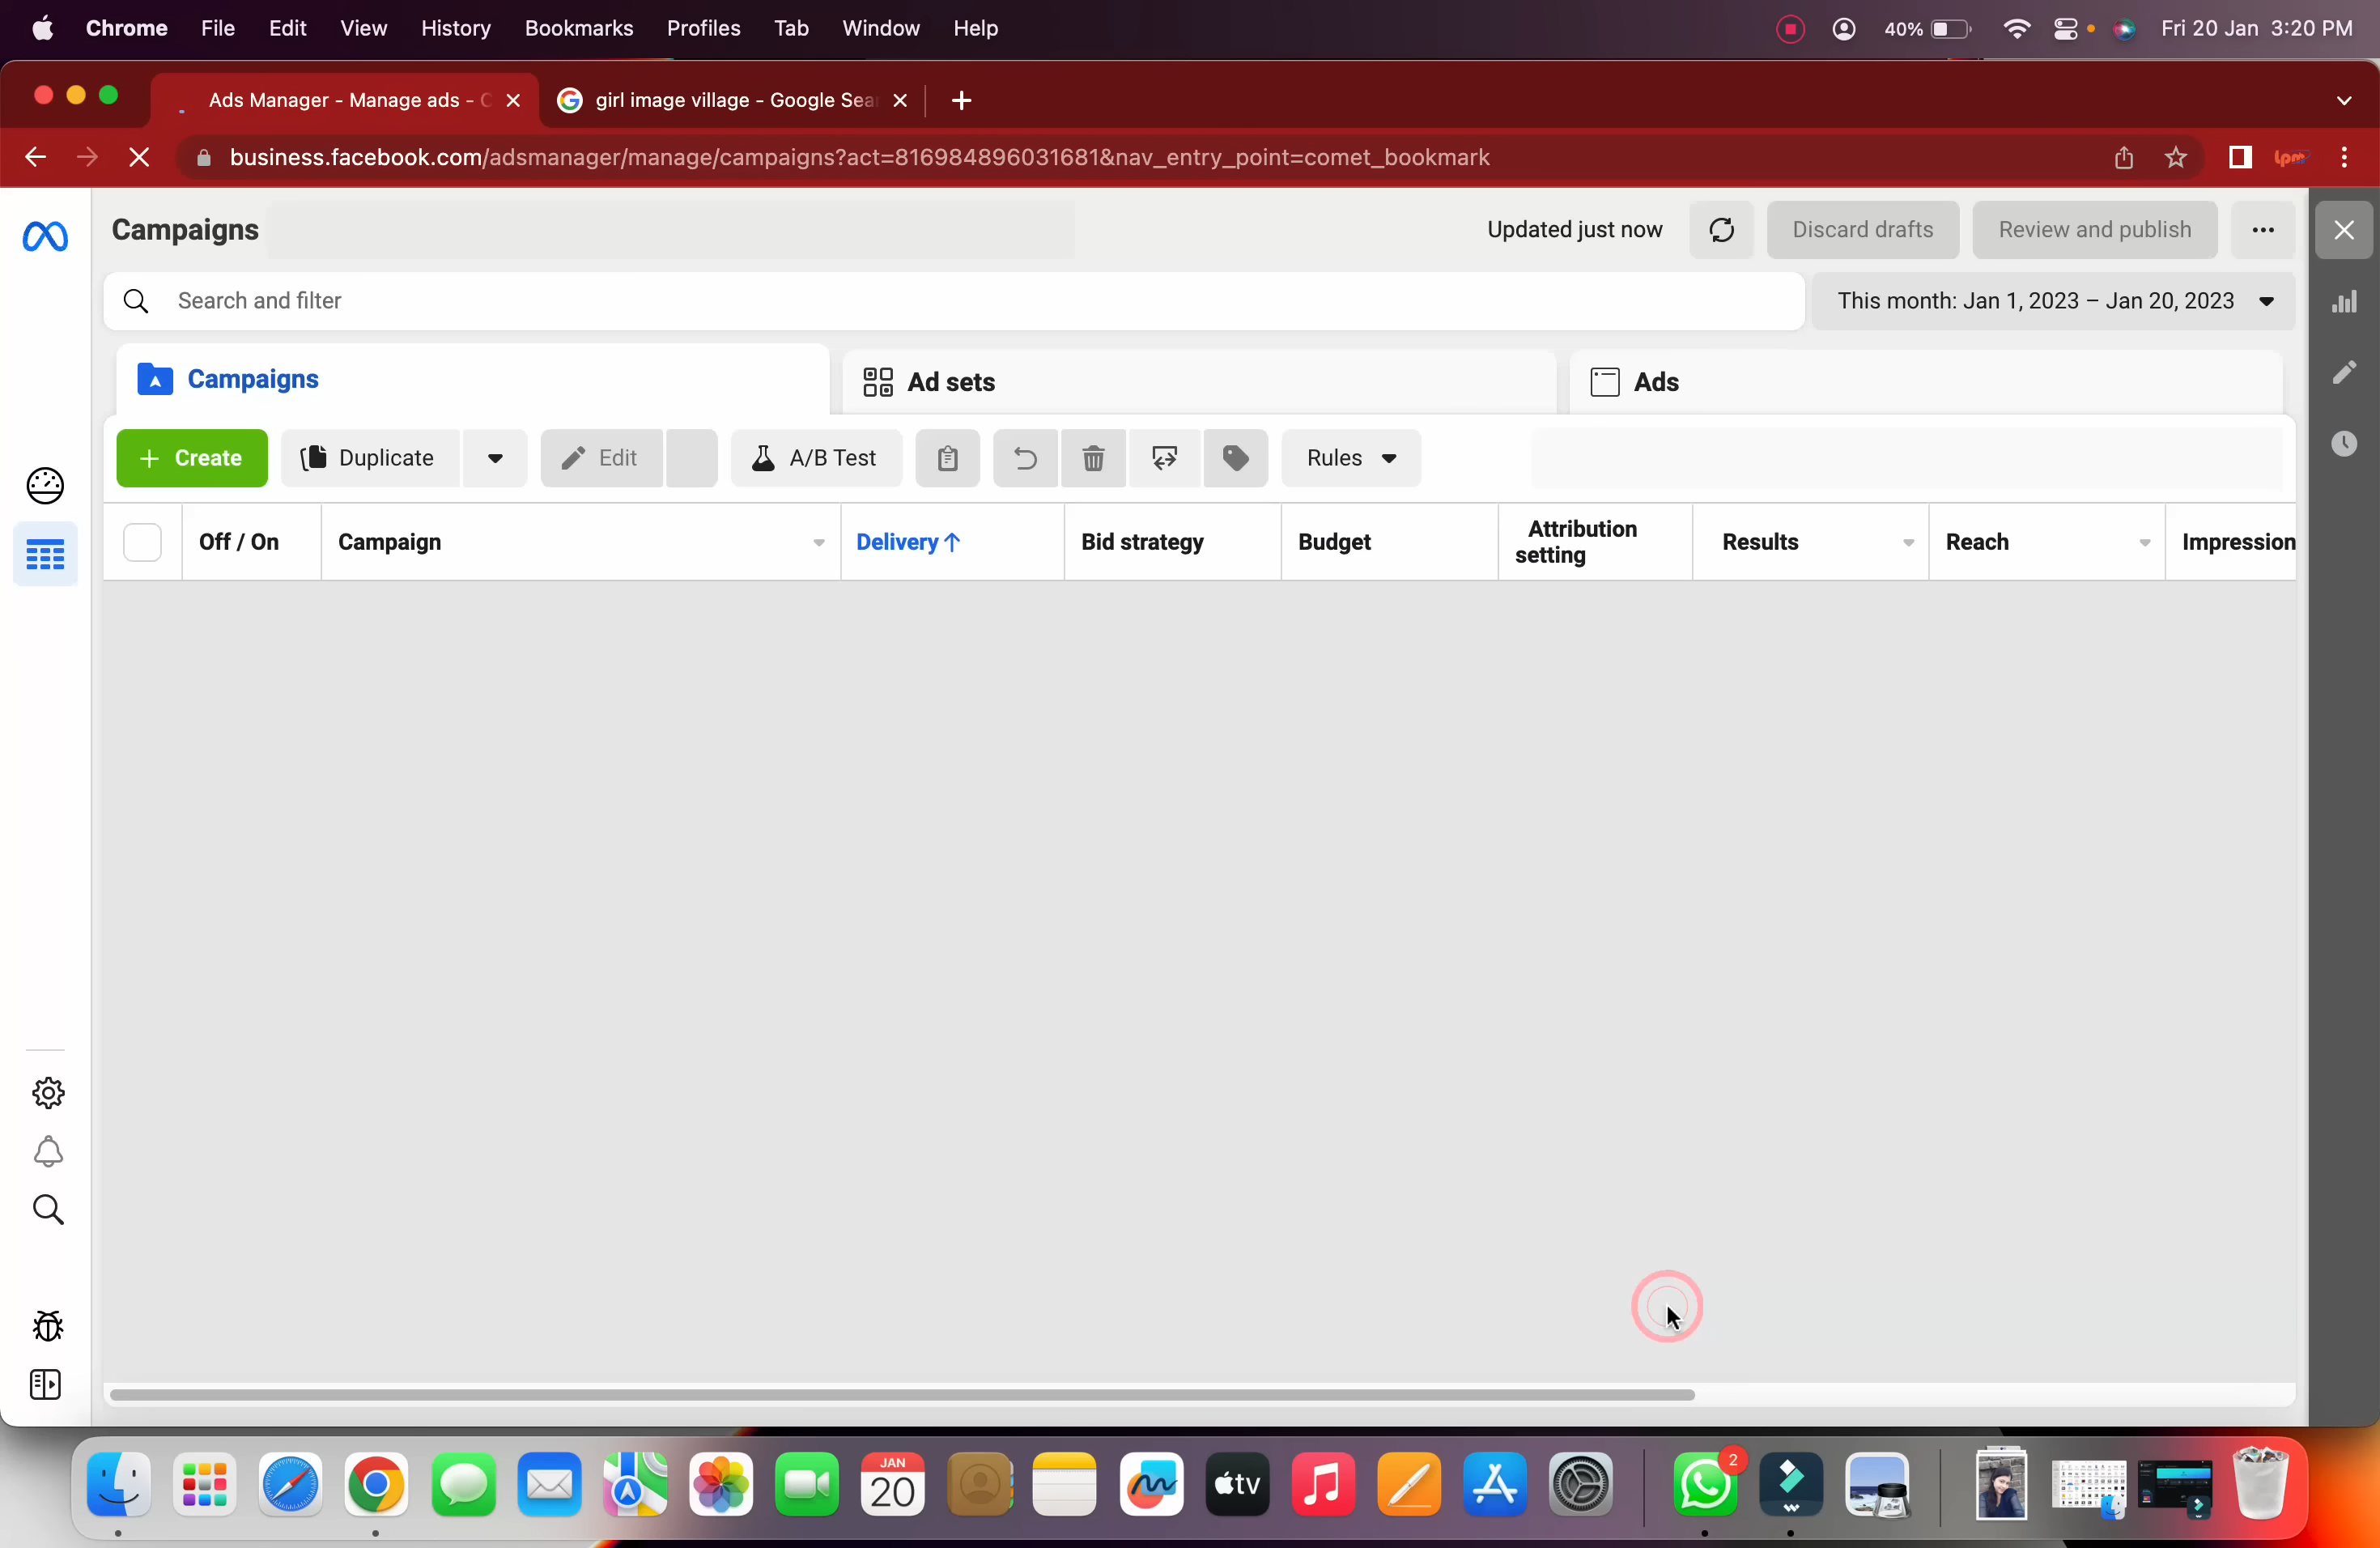 Chrome File Edit View History Bookmarks Profiles Tab Window Help 40% Fri 20 Jan 3:20 PM
Ads Manager - Manage ads - C girl image village - Google Sea
business.facebook.com/adsmanager/manage/campaigns?act=816984896031681&nav_entry_point=comet_bookmark
Campaigns Updated just now Discard drafts Review and publish
Search and filter This month: Jan 1, 2023 – Jan 20, 2023
Campaigns Ad sets Ads
+ Create Duplicate Edit A/B Test Rules
Off / On Campaign Delivery↑ Bid strategy Budget Attribution setting Results Reach Impression
JAN
20
tv
2